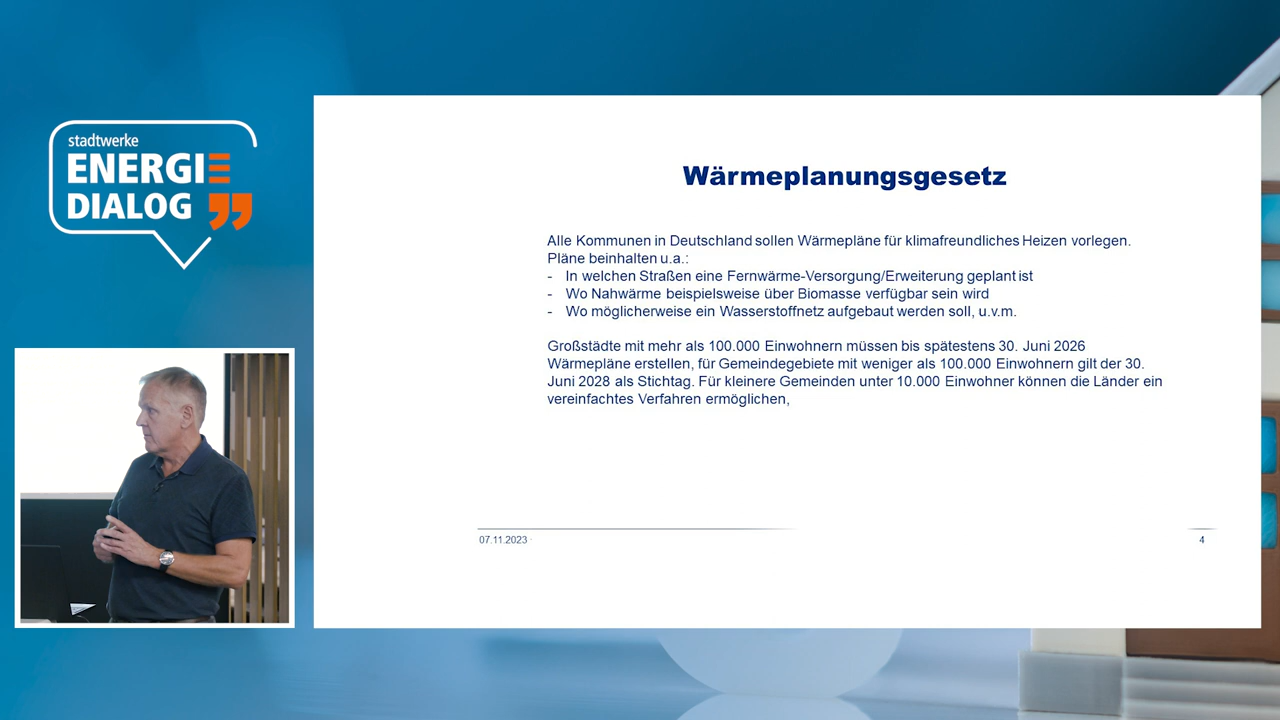 stadtwerke
ENERGIE
DIALOG
Wärmeplanungsgesetz
Alle Kommunen in Deutschland sollen Wärmepläne für klimafreundliches Heizen vorlegen.
Pläne beinhalten u.a.:
- In welchen Straßen eine Fernwärme-Versorgung/Erweiterung geplant ist
- Wo Nahwärme beispielsweise über Biomasse verfügbar sein wird
- Wo möglicherweise ein Wasserstoffnetz aufgebaut werden soll, u.v.m.
Großstädte mit mehr als 100.000 Einwohnern müssen bis spätestens 30. Juni 2026
Wärmepläne erstellen, für Gemeindegebiete mit weniger als 100.000 Einwohnern gilt der 30.
Juni 2028 als Stichtag. Für kleinere Gemeinden unter 10.000 Einwohner können die Länder ein
vereinfachtes Verfahren ermöglichen,
07.11.2023 ·
4